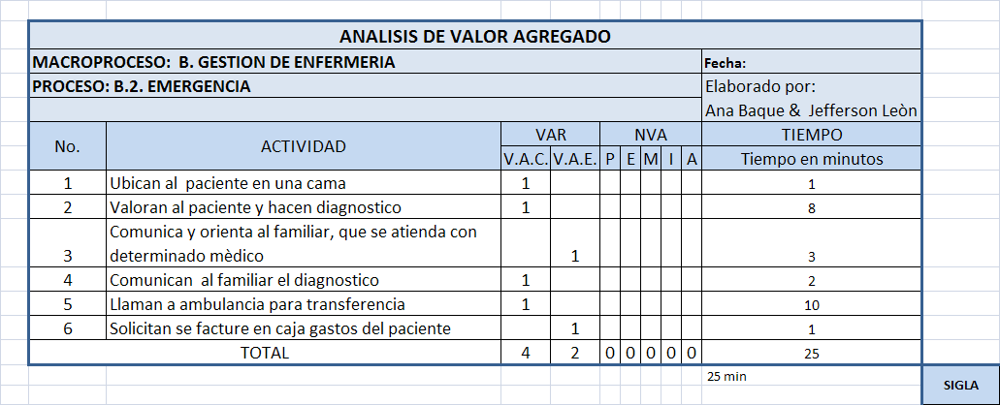 ANALISIS DE VALOR AGREGADO
MACROPROCESO:  B. GESTION DE ENFERMERIA
Fecha:
PROCESO: B.2. EMERGENCIA
Elaborado por:
Ana Baque &  Jefferson Leòn
No. ACTIVIDAD VAR NVA TIEMPO
V.A.C. V.A.E. P E M I A Tiempo en minutos
1 Ubican al  paciente en una cama 1 1
2 Valoran al paciente y hacen diagnostico 1 8
Comunica y orienta al familiar, que se atienda con
3 determinado mèdico 1 3
4 Comunican  al familiar el diagnostico 1 2
5 Llaman a ambulancia para transferencia 1 10
6 Solicitan se facture en caja gastos del paciente 1 1
TOTAL 4 2 0 0 0 0 0 25
25 min
SIGLA